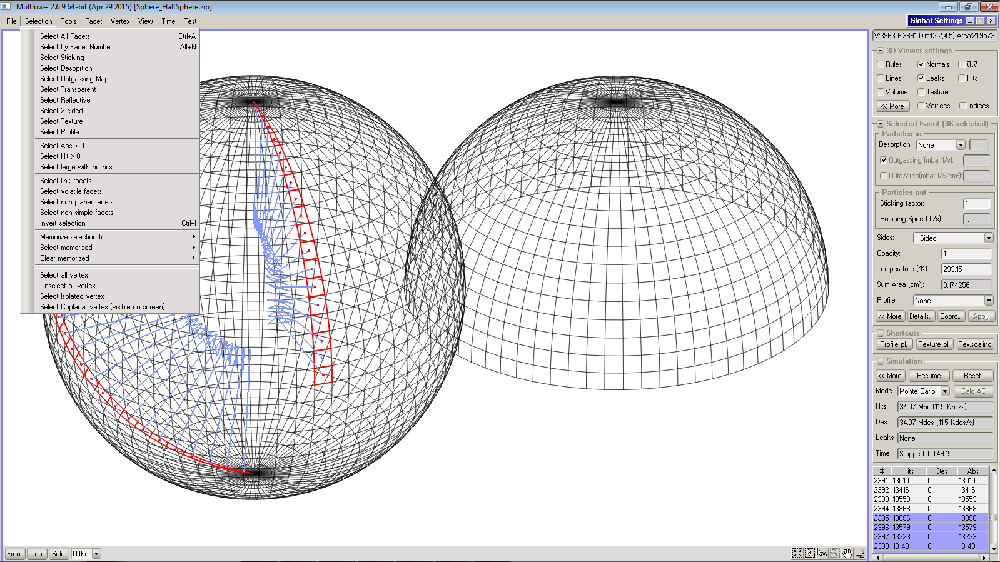 Molflow+ 2.6.9 64-bit (Apr 29 2015) [Sphere_HalfSphere.zip]
File Selection Tools Facet Vertex View Time Test
Select All Facets Ctrl+A
Select by Facet Number... Alt+N
Select Sticking
Select Desoprtion
Select Outgassing Map
Select Transparent
Select Reflective
Select 2 sided
Select Texture
Select Profile
Select Abs > 0
Select Hit > 0
Select large with no hits
Select link facets
Select volatile facets
Select non planar facets
Select non simple facets
Invert selection Ctrl+I
Memorize selection to
Select memorized
Clear memorized
Select all vertex
Unselect all vertex
Select Isolated vertex
Select Coplanar vertex (visible on screen)
Front Top Side Ortho.
Global Settings
V:3963 F:3891 Dim:(2,2,4.5) Area:21.9573
3D Viewer settings
Rules Normals u,v
Lines Leaks Hits
Volume Texture
<< More Vertices Indices
Selected Facet (36 selected)
Particles in
Desorption None
Outgassing (mbar*l/s):
Outg/area(mbar*l/s/cm²):
Particles out
Sticking factor: 1
Pumping Speed (l/s): ...
Sides: 1 Sided
Opacity: 1
Temperature (°K): 293.15
Sum Area (cm²): 0.174256
Profile: None
<< More Details... Coord... Apply
Shortcuts
Profile pl. Texture pl. Tex.scaling
Simulation
<< More Resume Reset
Mode Monte Carlo Calc AC
Hits 34.07 Mhit (11.5 Khit/s)
Des. 34.07 Mdes (11.5 Kdes/s)
Leaks None
Time Stopped: 00:49:15
# Hits Des Abs
2391 13010 0 13010
2392 13416 0 13416
2393 13553 0 13553
2394 13868 0 13868
2395 13896 0 13896
2396 13579 0 13579
2397 13223 0 13223
2398 13140 0 13140